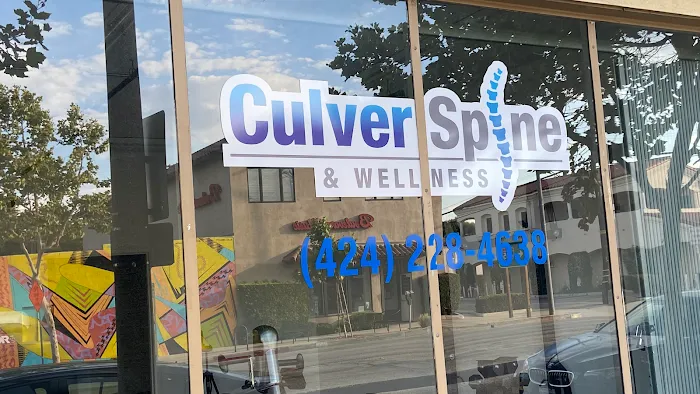 Culver Spine
& WELLNESS
(424) 228-4638